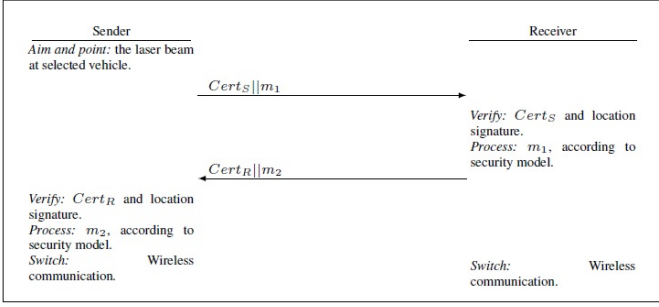 Sender
Receiver
Aim and point: the laser beam
at selected vehicle.
Cert_S||m_1
Verify: Cert_S and location
signature.
Process: m_1, according to
security model.
Cert_R||m_2
Verify: Cert_R and location
signature.
Process: m_2, according to
security model.
Switch: Wireless
communication.
Switch: Wireless
communication.